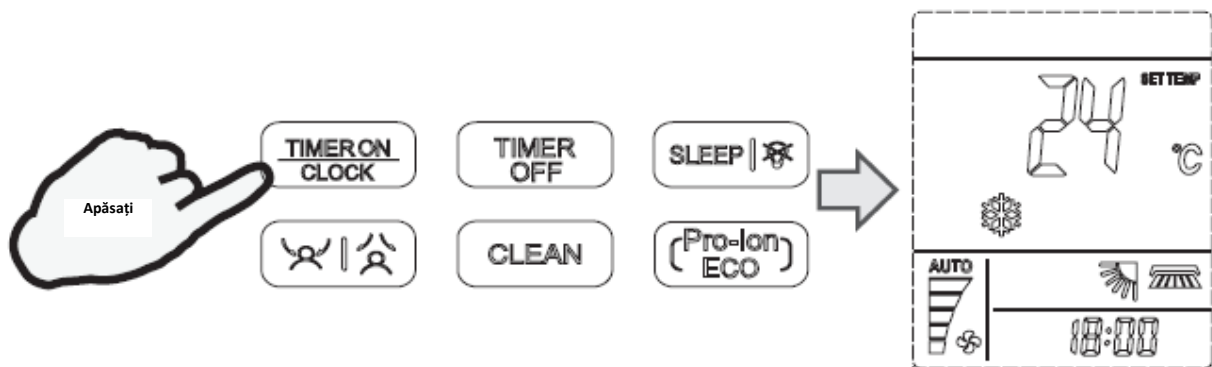 Apăsați
TIMER ON
CLOCK
TIMER
OFF
SLEEP |
CLEAN
Pro-Ion
ECO
24
SET TEMP
°C
AUTO
18:00